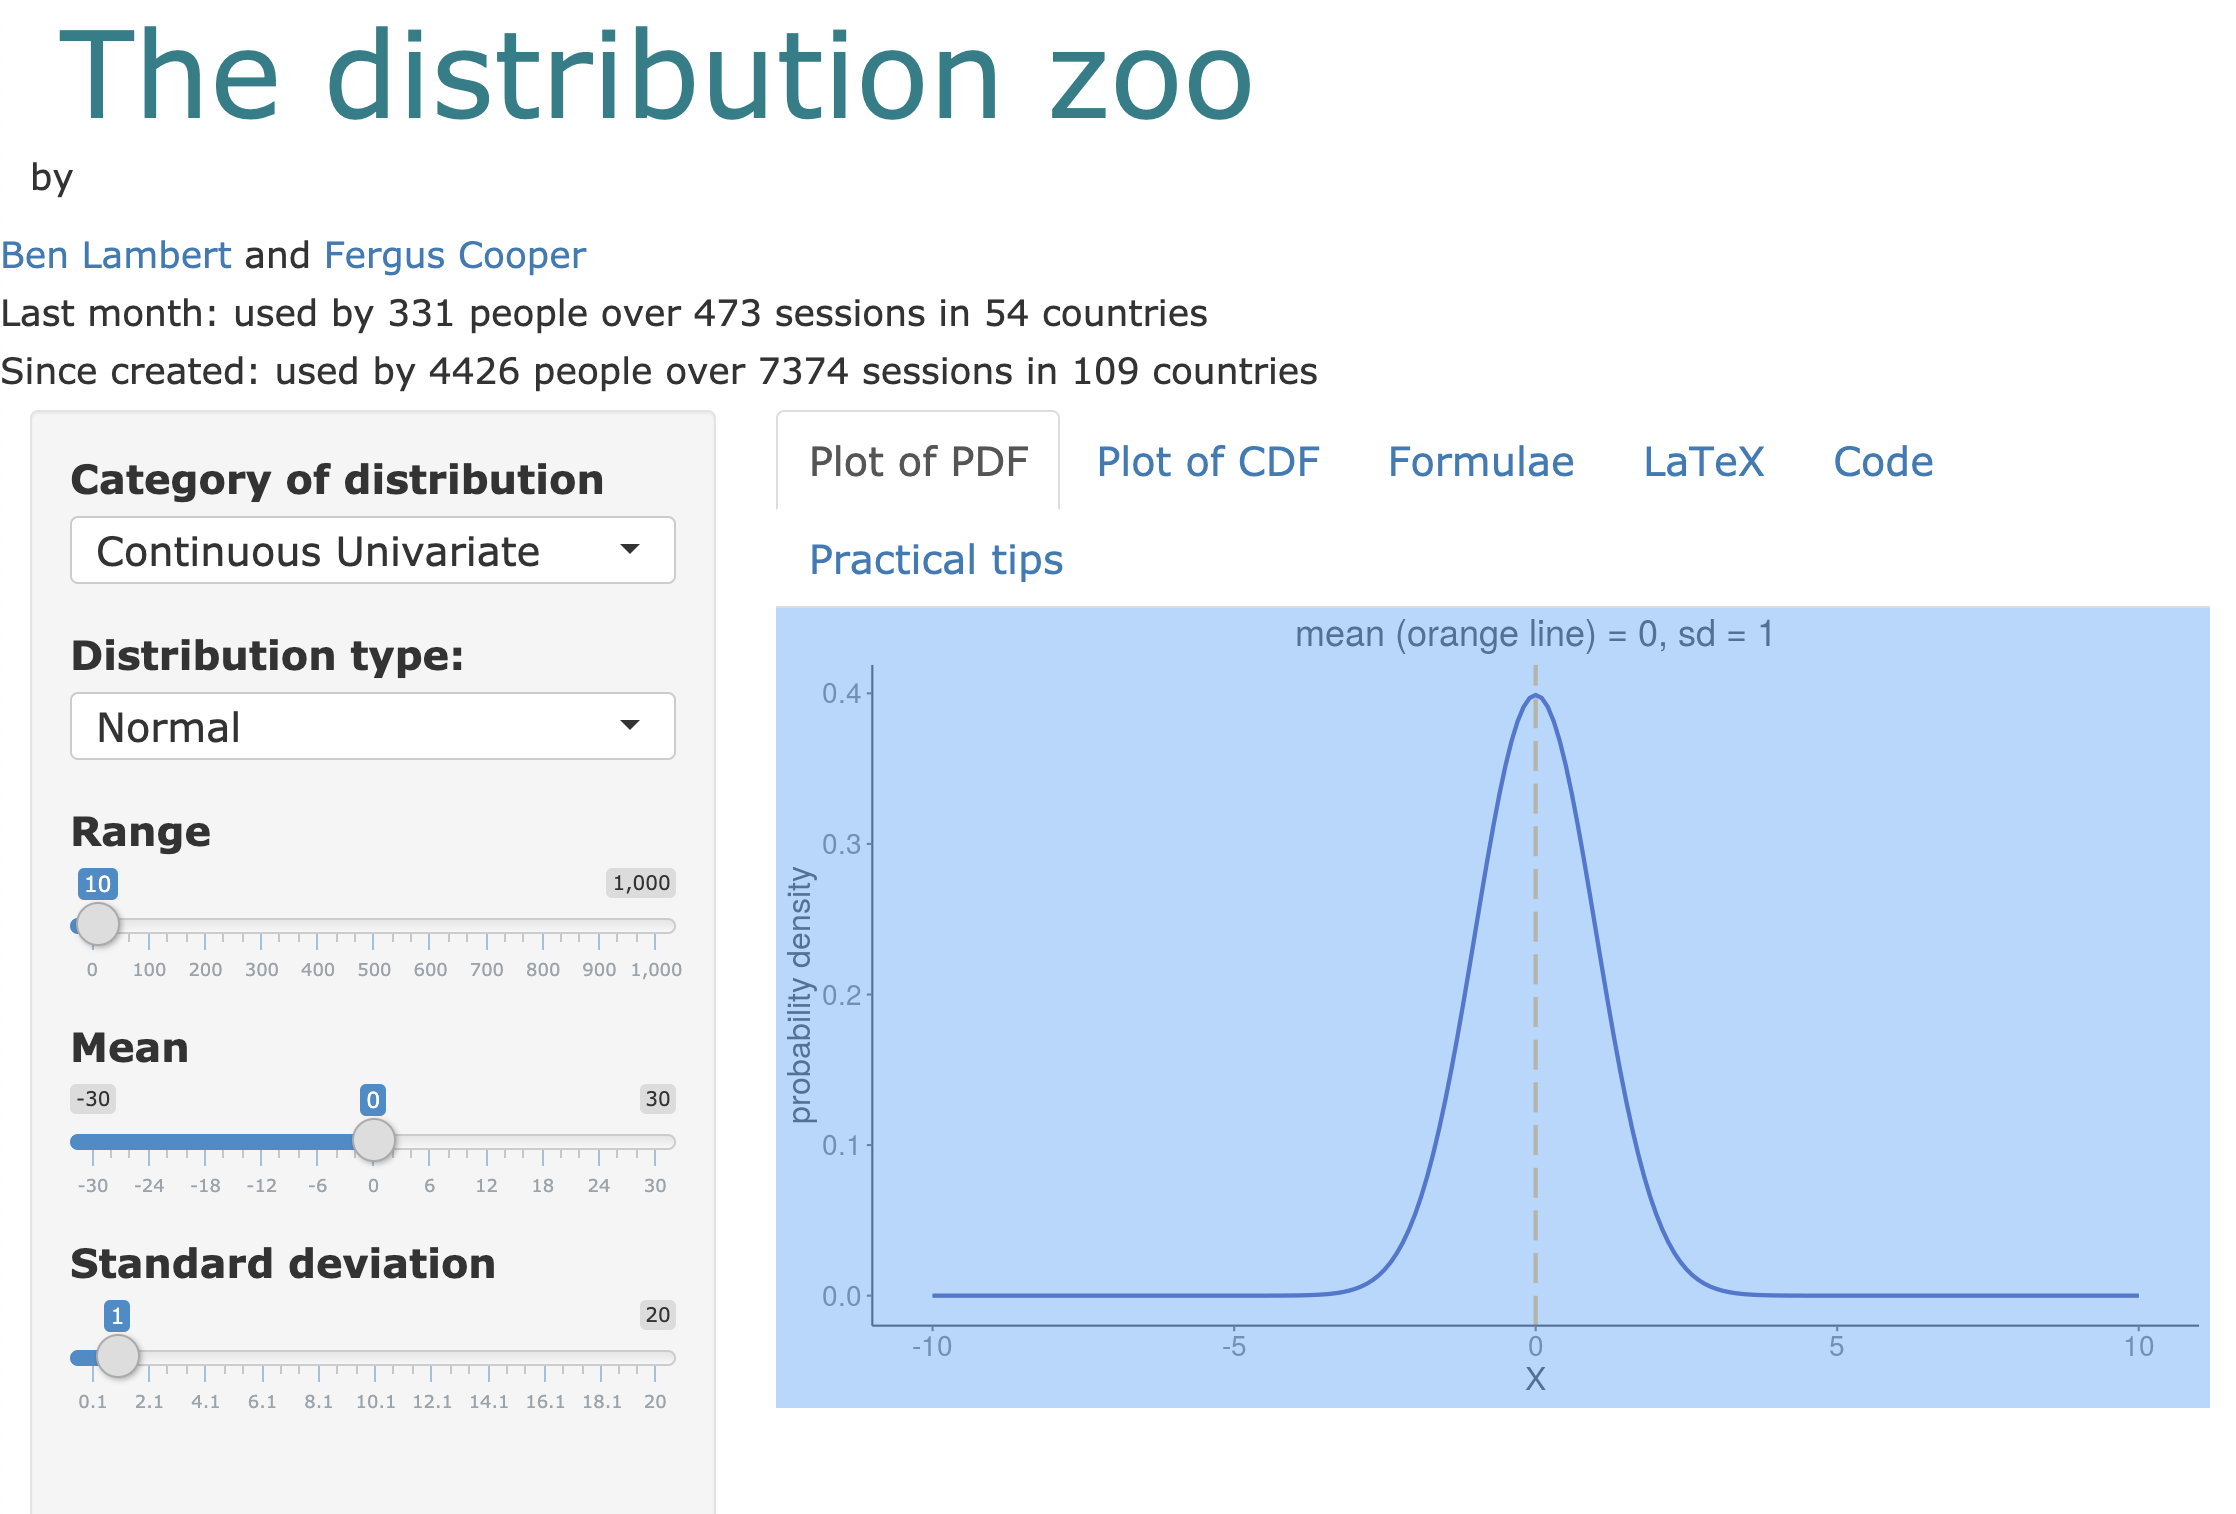 The distribution zoo
by
Ben Lambert and Fergus Cooper
Last month: used by 331 people over 473 sessions in 54 countries
Since created: used by 4426 people over 7374 sessions in 109 countries
Category of distribution
Continuous Univariate
Distribution type:
Normal
Range
10 1,000
0 100 200 300 400 500 600 700 800 900 1,000
Mean
-30 0 30
-30 -24 -18 -12 -6 0 6 12 18 24 30
Standard deviation
1 20
0.1 2.1 4.1 6.1 8.1 10.1 12.1 14.1 16.1 18.1 20
Plot of PDF Plot of CDF Formulae LaTeX Code
Practical tips
mean (orange line) = 0, sd = 1
probability density
0.4
0.3
0.2
0.1
0.0
-10 -5 0 5 10
X